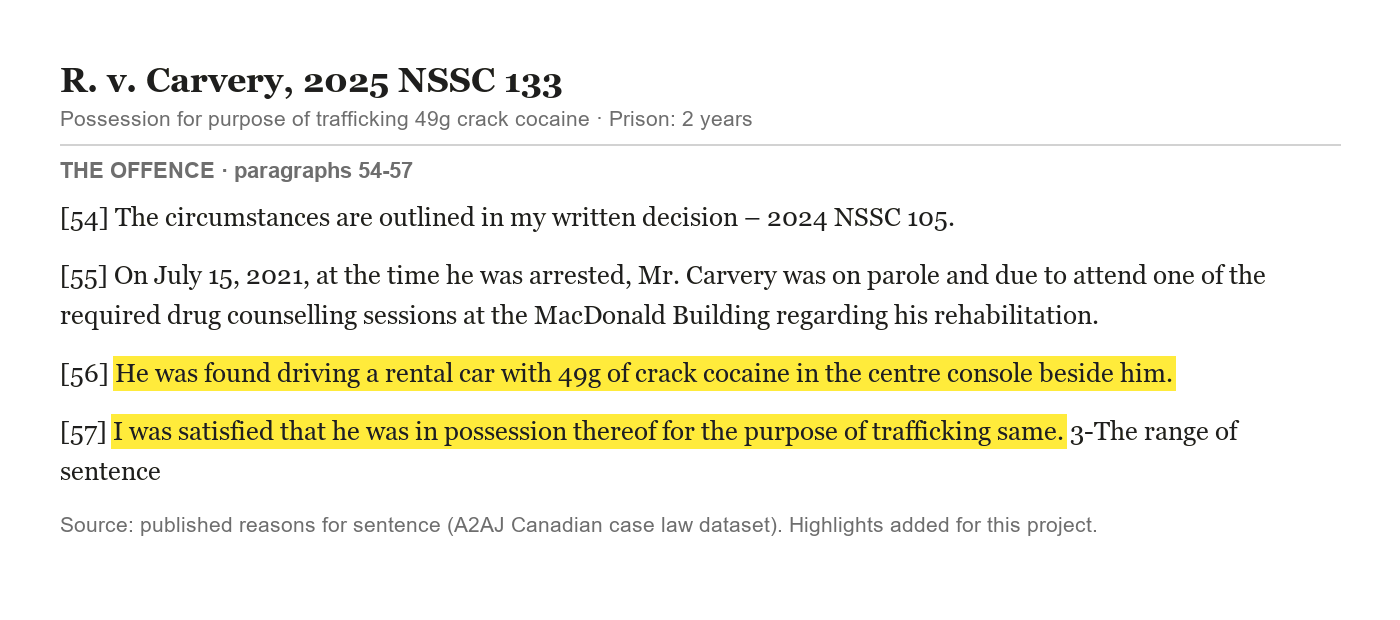 R. v. Carvery, 2025 NSSC 133
Possession for purpose of trafficking 49g crack cocaine · Prison: 2 years
THE OFFENCE · paragraphs 54-57
[54] The circumstances are outlined in my written decision – 2024 NSSC 105.
[55] On July 15, 2021, at the time he was arrested, Mr. Carvery was on parole and due to attend one of the
required drug counselling sessions at the MacDonald Building regarding his rehabilitation.
[56] He was found driving a rental car with 49g of crack cocaine in the centre console beside him.
[57] I was satisfied that he was in possession thereof for the purpose of trafficking same. 3-The range of
sentence
Source: published reasons for sentence (A2AJ Canadian case law dataset). Highlights added for this project.